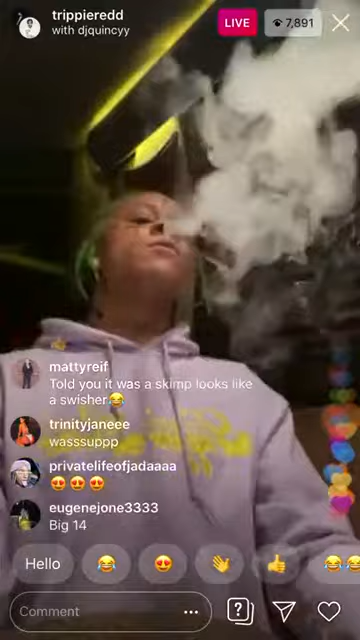 trippieredd
with djquincyy
LIVE
7,891
mattyreif
Told you it was a skimp looks like
a swisher😂
trinityjaneee
wasssuppp
privatelifeofjadaaaa
😍😍😍
eugenejone3333
Big 14
Hello
Comment